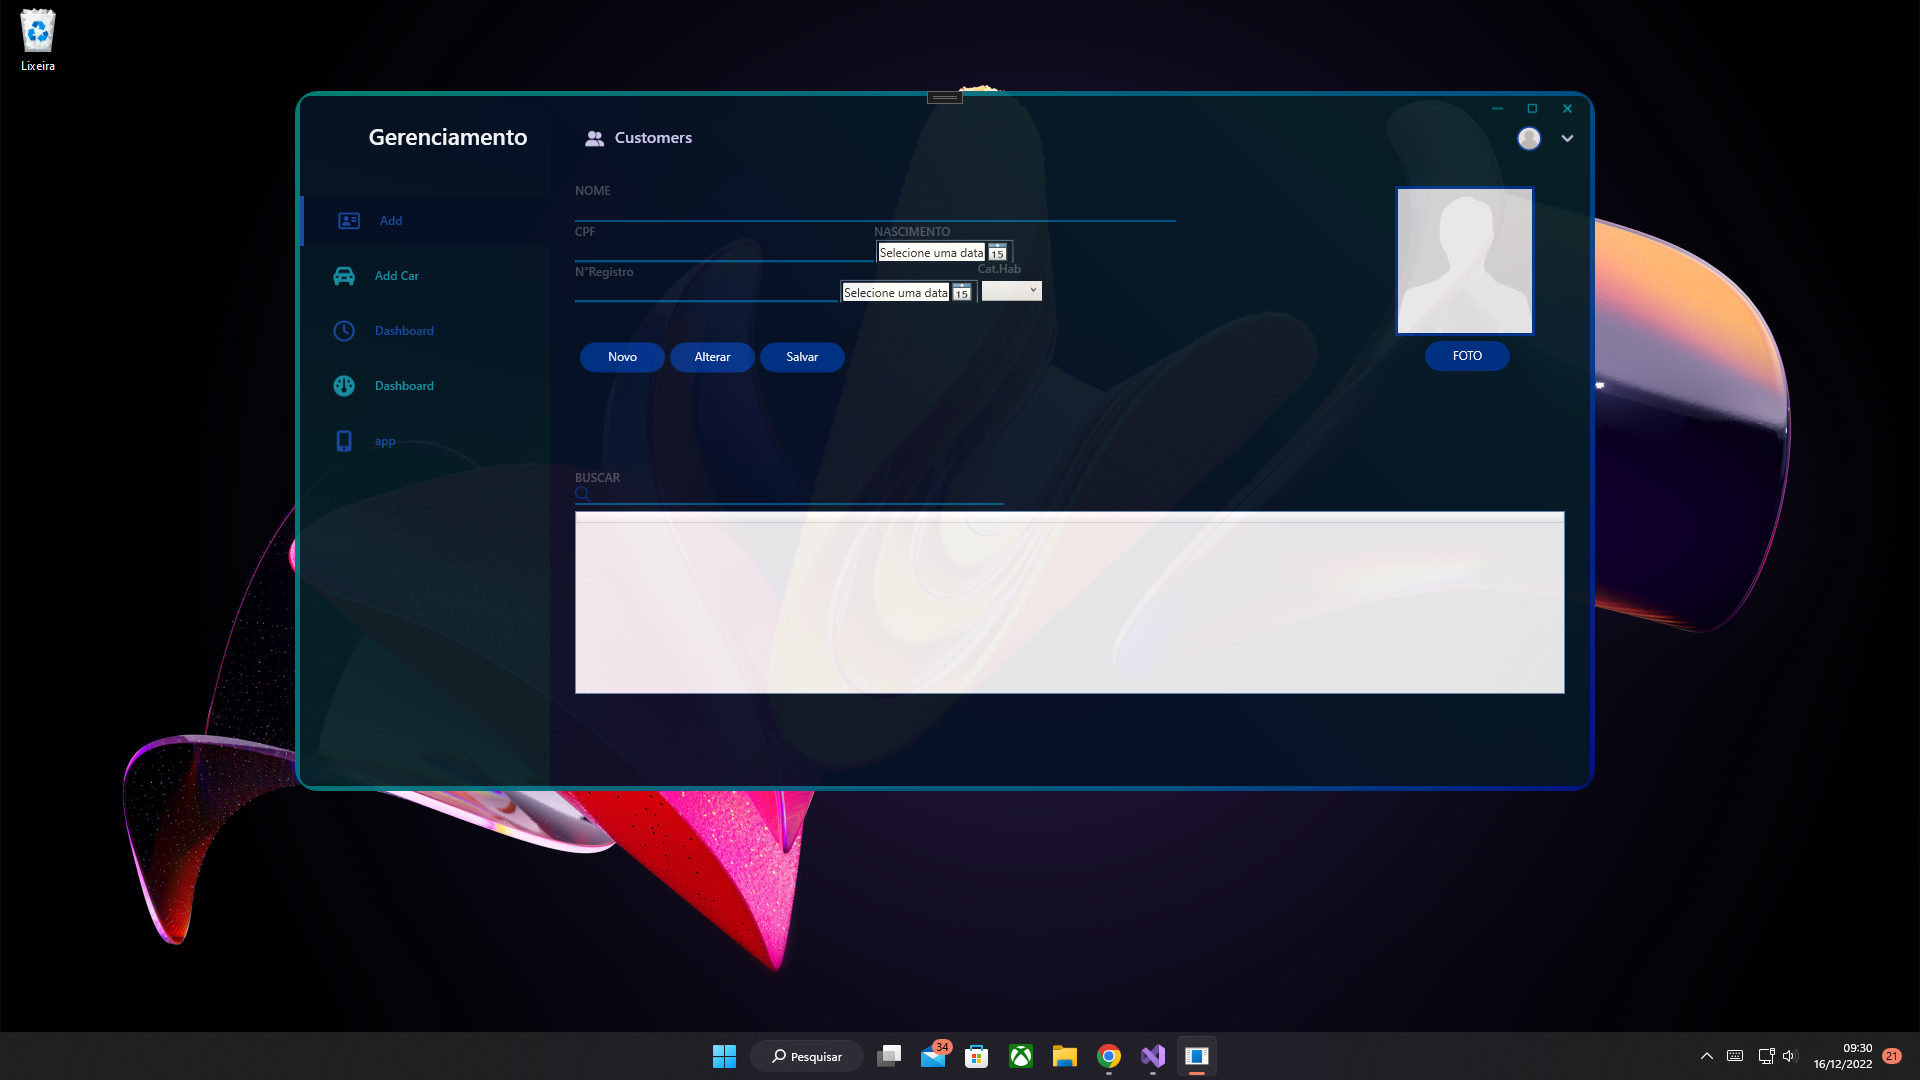 Lixeira
Gerenciamento
Customers
NOME
Add
CPF
NASCIMENTO
Selecione uma data
15
Add Car
N°Registro
Cat.Hab
Selecione uma data
15
Dashboard
Novo
Alterar
Salvar
FOTO
Dashboard
app
BUSCAR
Pesquisar
34
09:30
16/12/2022
21